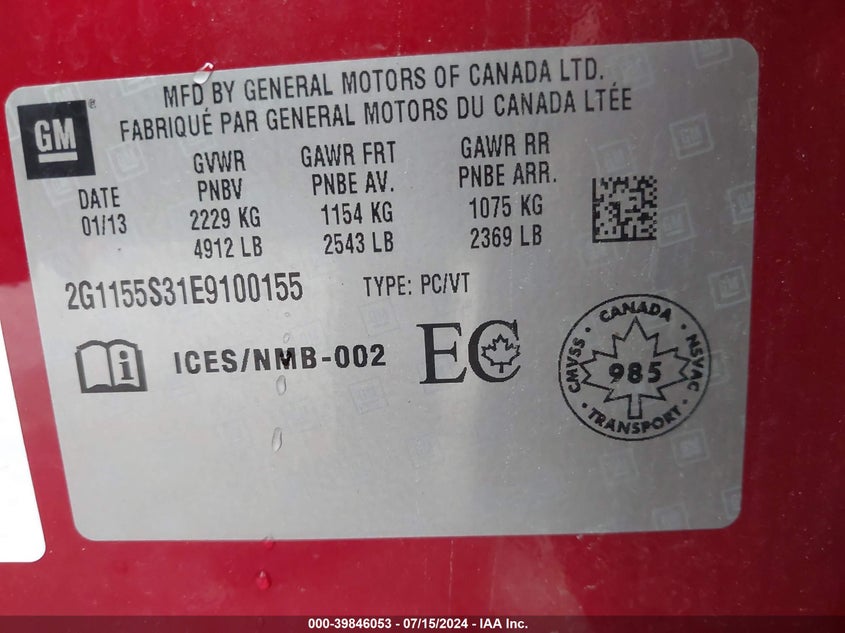 MFD BY GENERAL MOTORS OF CANADA LTD.
FABRIQUÉ PAR GENERAL MOTORS DU CANADA LTÉE
GM
DATE
01/13
GVWR
PNBV
2229 KG
4912 LB
GAWR FRT
PNBE AV.
1154 KG
2543 LB
GAWR RR
PNBE ARR.
1075 KG
2369 LB
2G1155S31E9100155
TYPE: PC/VT
i
ICES/NMB-002
EC
CANADA
CMVSS
NSVAC
985
TRANSPORT
000-39846053 - 07/15/2024 - IAA Inc.